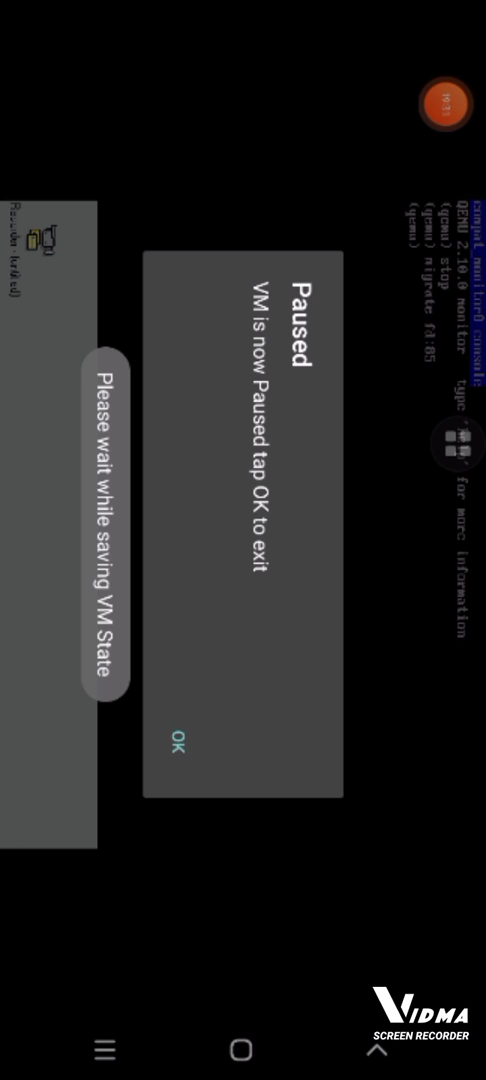 compat_monitor0 console
QEMU 2.10.0 monitor type for more information
(qemu) stop
(qemu) migrate fd:85
(qemu)
Paused
VM is now Paused tap OK to exit
OK
Please wait while saving VM State
19:31
VIDMA
SCREEN RECORDER